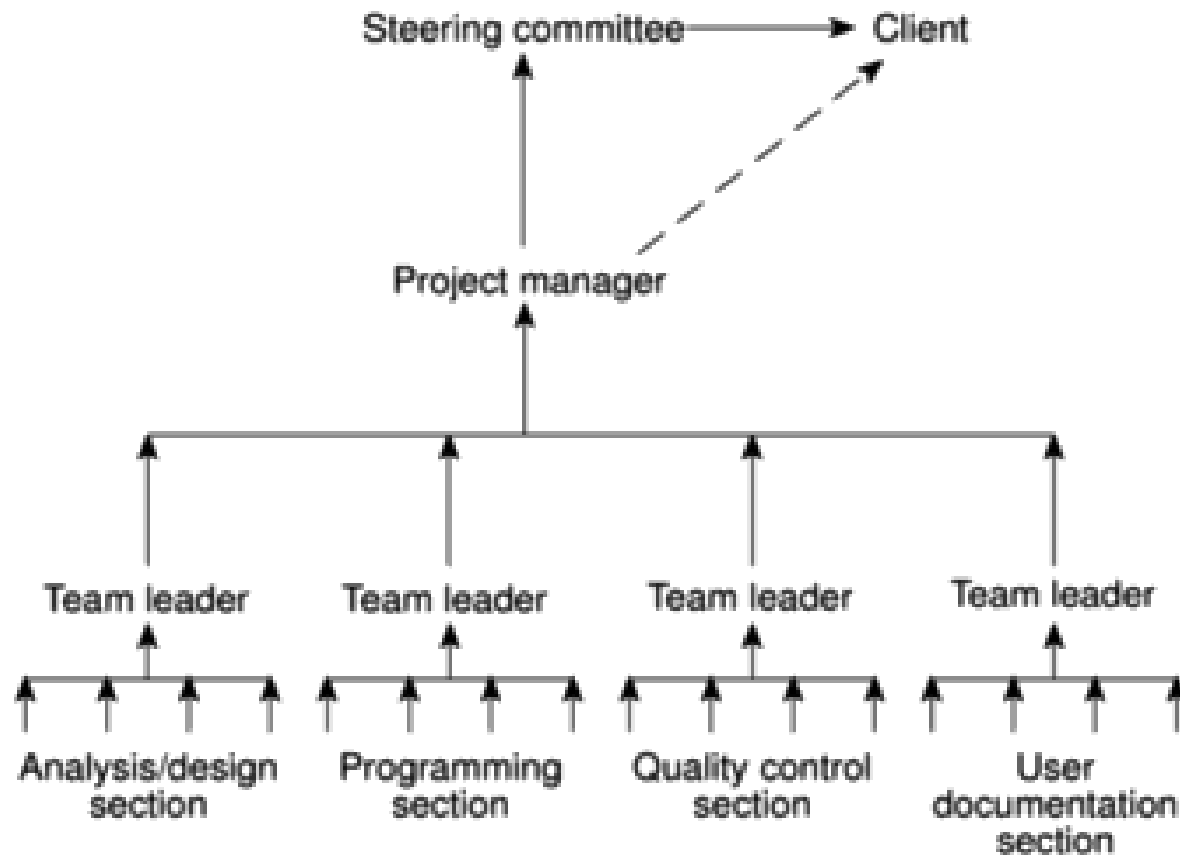 Steering committee
Client
Project manager
Team leader
Team leader
Team leader
Team leader
Analysis/design
section
Programming
section
Quality control
section
User
documentation
section